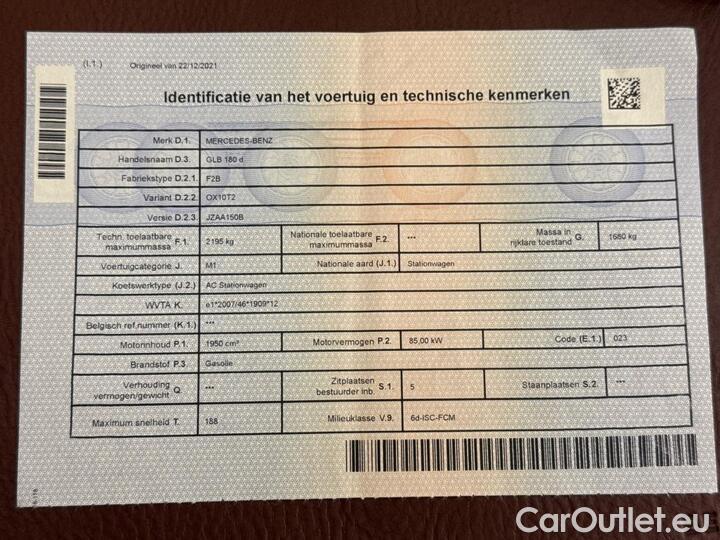 (I.1.) Origineel van 22/12/2021
Identificatie van het voertuig en technische kenmerken
Merk D.1. MERCEDES-BENZ
Handelsnaam D.3. GLB 180 d
Fabriekstype D.2.1 F2B
Variant D.2.2 OX10T2
Versie D.2.3 JZAA150B
Techn. toelaatbare maximummassa F.1. 2195 kg Nationale toelaatbare maximummassa F.2. *** Massa in rijklare toestand G. 1680 kg
Voertuigcategorie J. M1 Nationale aard (J.1.) Stationwagen
Koetswerktype (J.2.) AC Stationwagen
WVTA K. e1*2007/46*1909*12
Belgisch ref.nummer (K.1.) ***
Motorinhoud P.1. 1950 cm³ Motorvermogen P.2. 85,00 kW Code (E.1.) 023
Brandstof P.3 Gasolie
Verhouding vermogen/gewicht Q. *** Zitplaatsen bestuurder inb. S.1. 5 Staanplaatsen S.2. ***
Maximum snelheid T. 188 Milieuklasse V.9. 6d-ISC-FCM
CarOutlet.eu